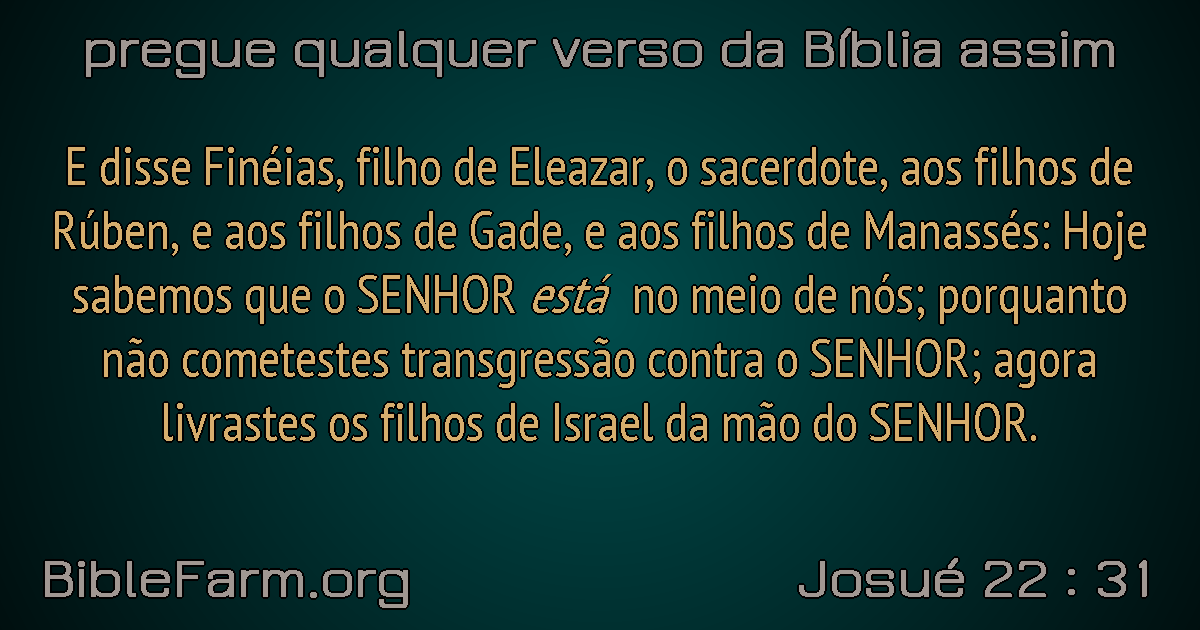 pregue qualquer verso da Bíblia assim
E disse Finéias, filho de Eleazar, o sacerdote, aos filhos de
Rúben, e aos filhos de Gade, e aos filhos de Manassés: Hoje
sabemos que o SENHOR está no meio de nós; porquanto
não cometestes transgressão contra o SENHOR; agora
livrastes os filhos de Israel da mão do SENHOR.
BibleFarm.org
Josué 22 : 31